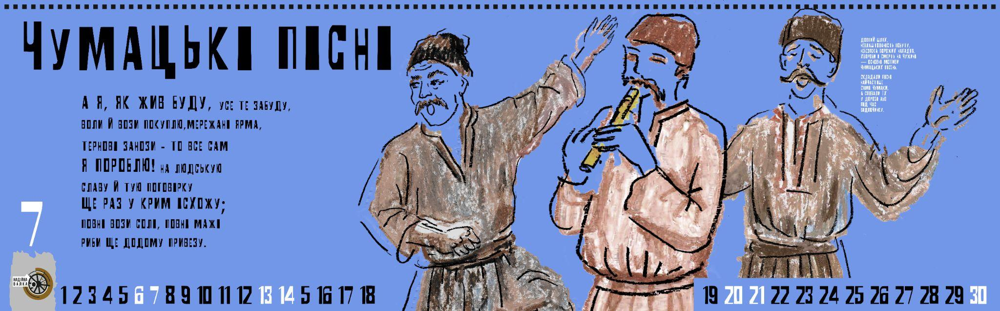 ЧУМАЦЬКІ ПІСНІ
А Я, ЯК ЖИВ БУДУ, УСЕ ТЕ ЗАБУДУ,
ВОЛИ Й ВОЗИ ПОКУПЛЮ,МЕРЕЖАНІ ЯРМА,
ТЕРНОВІ ЗАНОЗИ - ТО ВСЕ САМ
Я ПОРОБЛЮ! НА ЛЮДСЬКУЮ
СЛАВУ Й ТУЮ ПОГОВІРКУ
ЩЕ РАЗ У КРИМ ІСХОЖУ;
ПОВНІ ВОЗИ СОЛІ, ПОВНІ МАЖІ
РИБИ ЩЕ ДОДОМУ ПРИВЕЗУ.
ДОВГИЙ ШЛЯХ,
НЕВЛАШТОВАНІСТЬ ПОБУТУ,
НЕБЕЗПЕКА ВОРОЖИХ НАПАДІВ,
ХВОРОБИ І СМЕРТЬ НА ЧУЖИНІ
— ОСНОВНІ МОТИВИ
ЧУМАЦЬКИХ ПІСЕНЬ.
СКЛАДАЛИ ПІСНІ
НАЙЧАСТІШЕ
САМІ ЧУМАКИ,
А СПІВАЛИ ЇХ
У ДОРОЗІ АБО
ПІД ЧАС
ВІДПОЧИНКУ.
7
НАДІЙНА
ВАЛКА
1 2 3 4 5 6 7 8 9 10 11 12 13 14 5 16 17 18 19 20 21 22 23 24 25 26 27 28 29 30